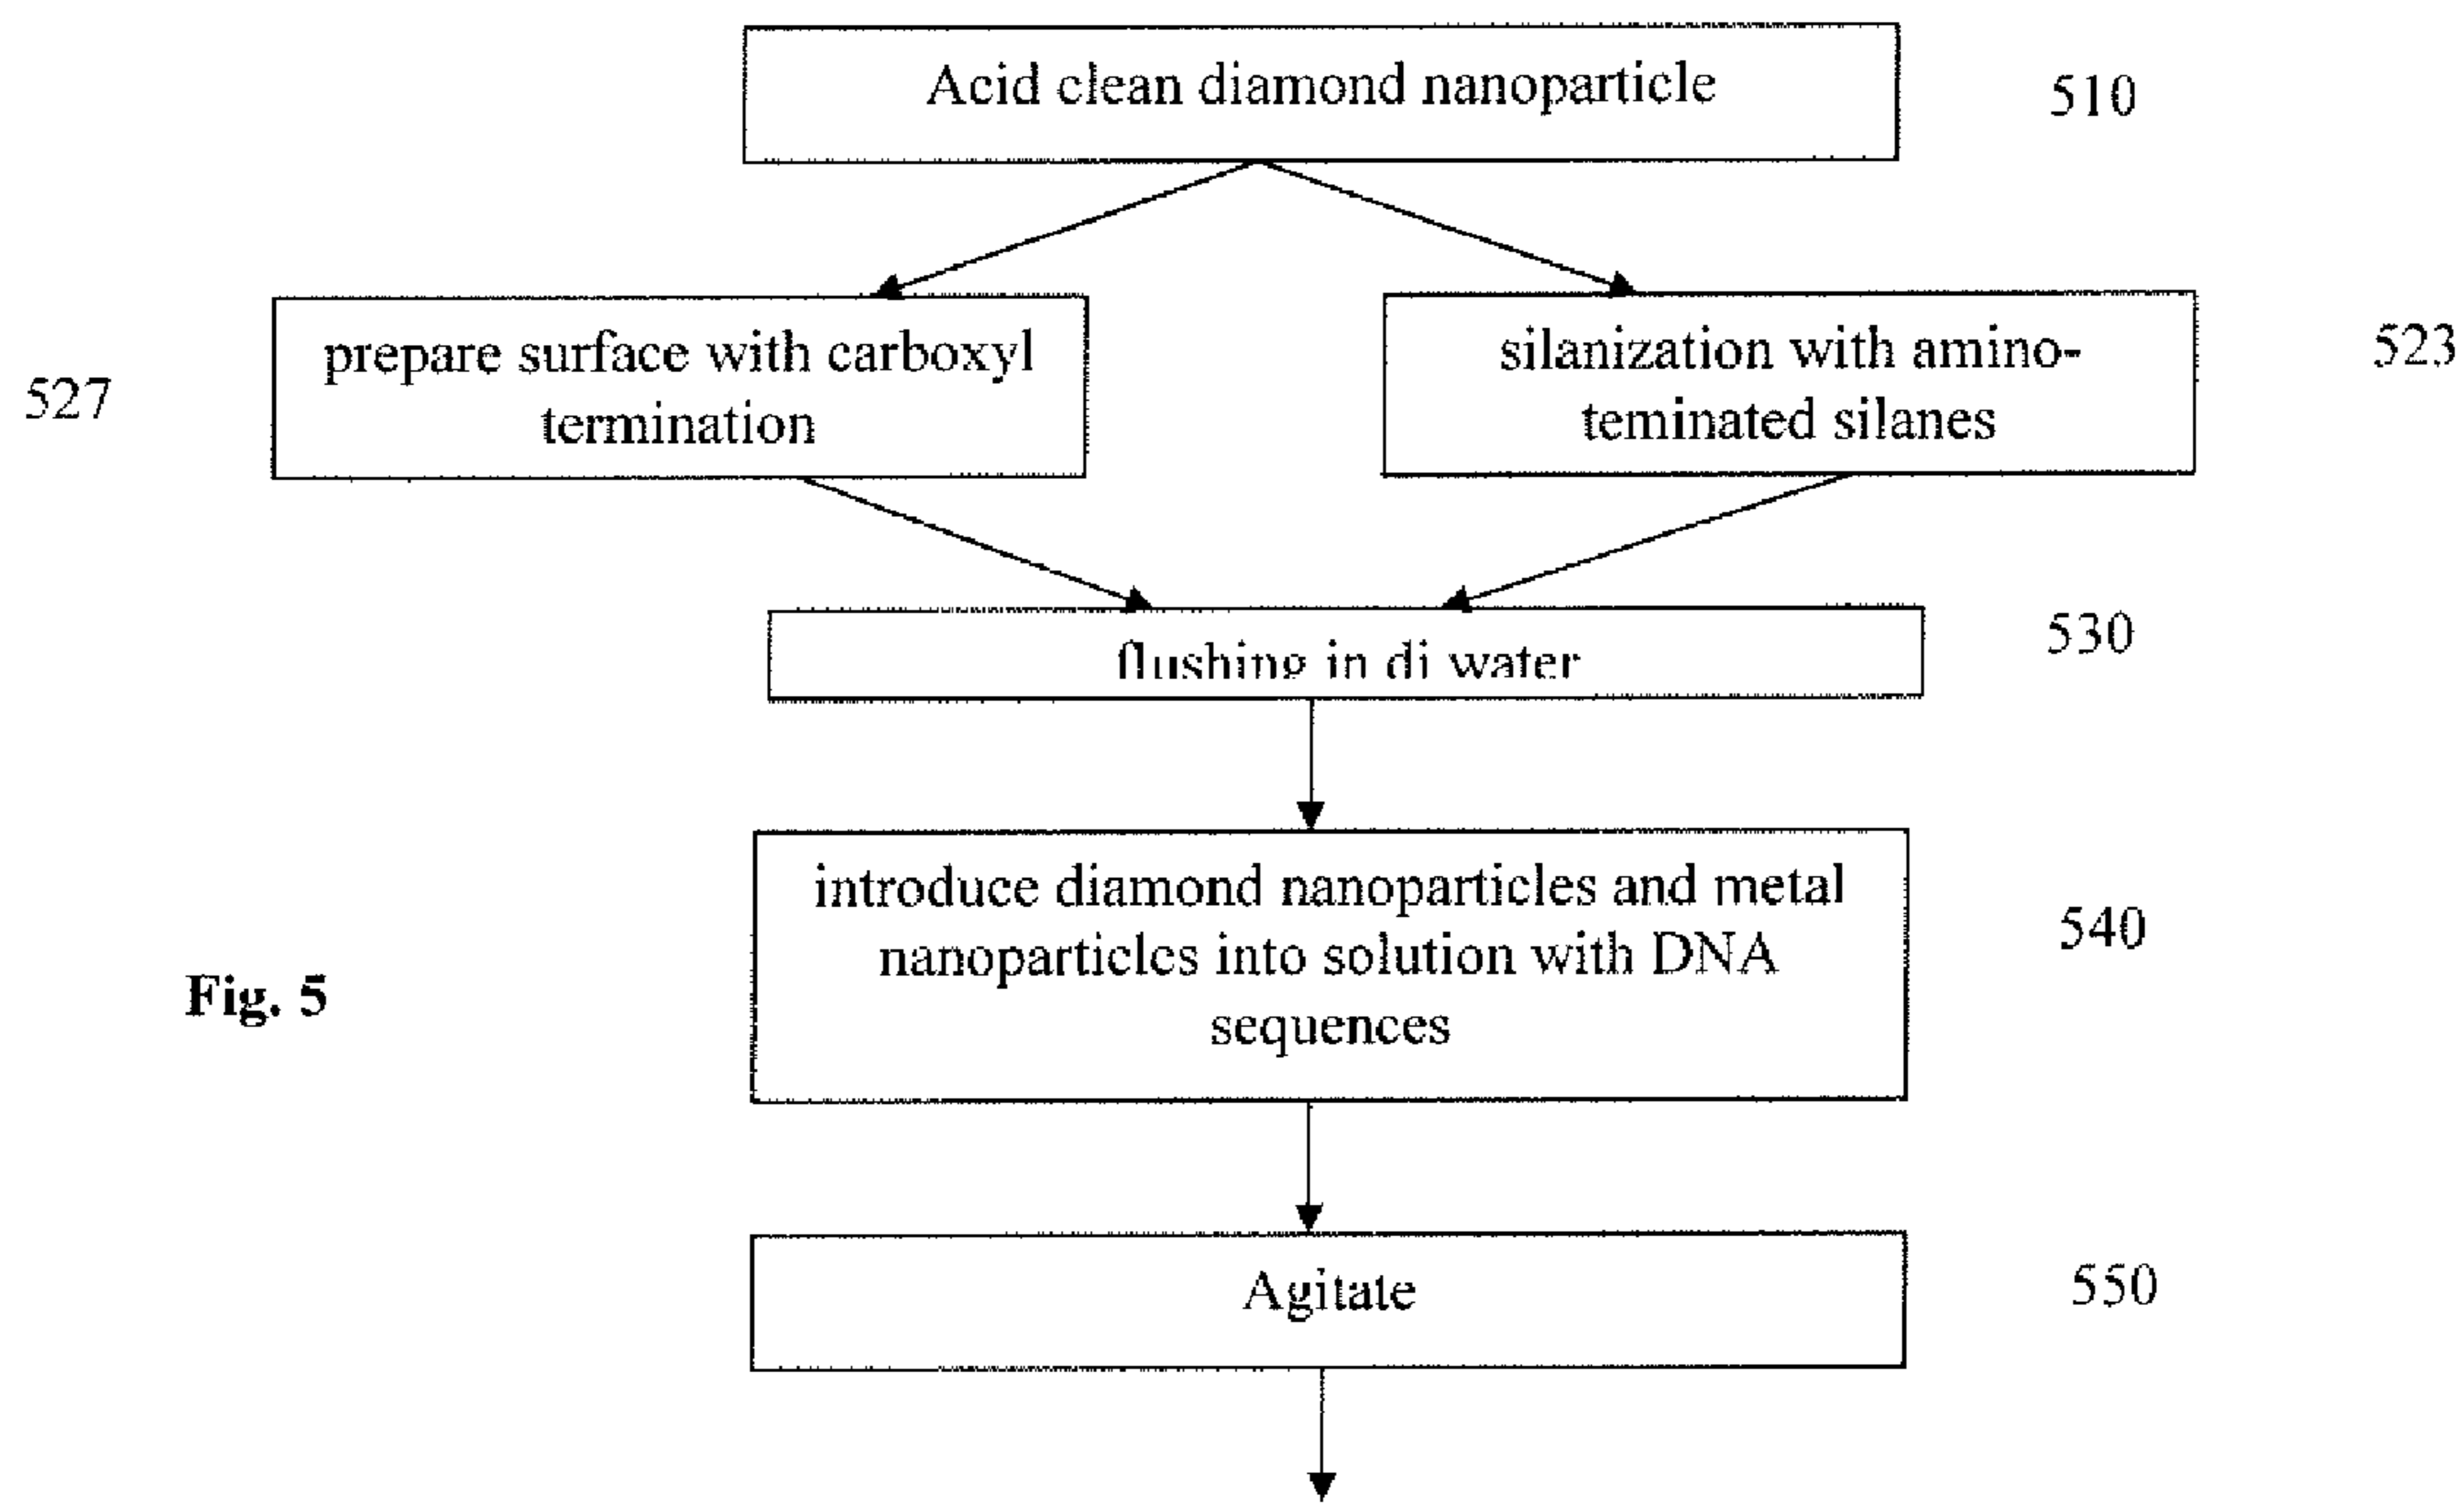 Acid clean diamond nanoparticle
510
prepare surface with carboxyl
termination
527
silanization with amino-
teminated silanes
523
flushing in di water
530
introduce diamond nanoparticles and metal
nanoparticles into solution with DNA
sequences
540
Fig. 5
Agitate
550